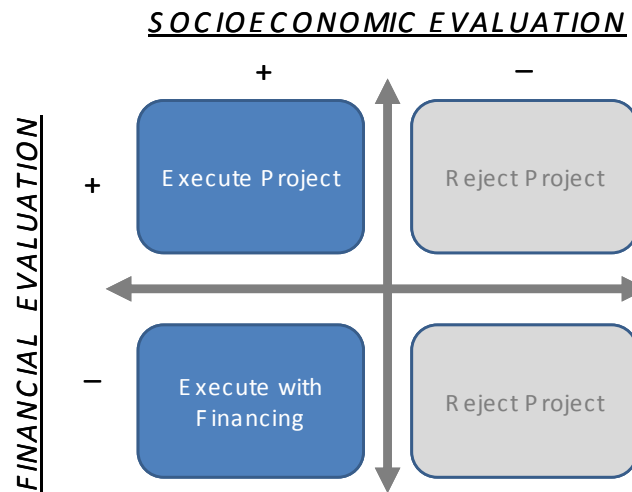 SOCIOECONOMIC EVALUATION
+ –
FINANCIAL EVALUATION
+
Execute Project
Reject Project
–
Execute with
Financing
Reject Project